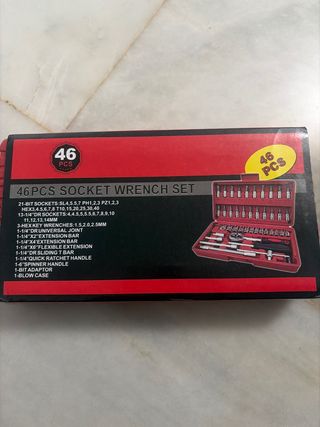 46
PCS
46
PCS
46PCS SOCKET WRENCH SET
21-BIT SOCKETS:SL4,5.5,7 PH1,2,3 PZ1,2,3
HEX3,4,5,6,7,8 T10,15,20,25,30,40
13-1/4"DR SOCKETS:4,4.5,5,5.5,6,7,8,9,10
11,12,13,14MM
3-HEX KEY WRENCHES:1.5,2.0,2.5MM
1-1/4"DR UNIVERSAL JOINT
1-1/4"X2"EXTENSION BAR
1-1/4"X4"EXTENSION BAR
1-1/4"X6"FLEXIBLE EXTENSION
1-1/4"DR SLIDING T BAR
1-1/4"QUICK RATCHET HANDLE
1-6"SPINNER HANDLE
1-BIT ADAPTOR
1-BLOW CASE